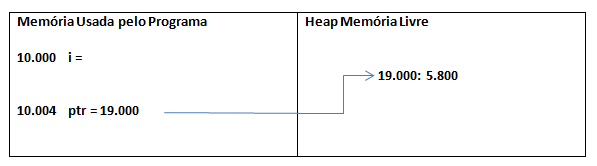 Memória Usada pelo Programa
Heap Memória Livre
10.000 i =
19.000: 5.800
10.004 ptr = 19.000